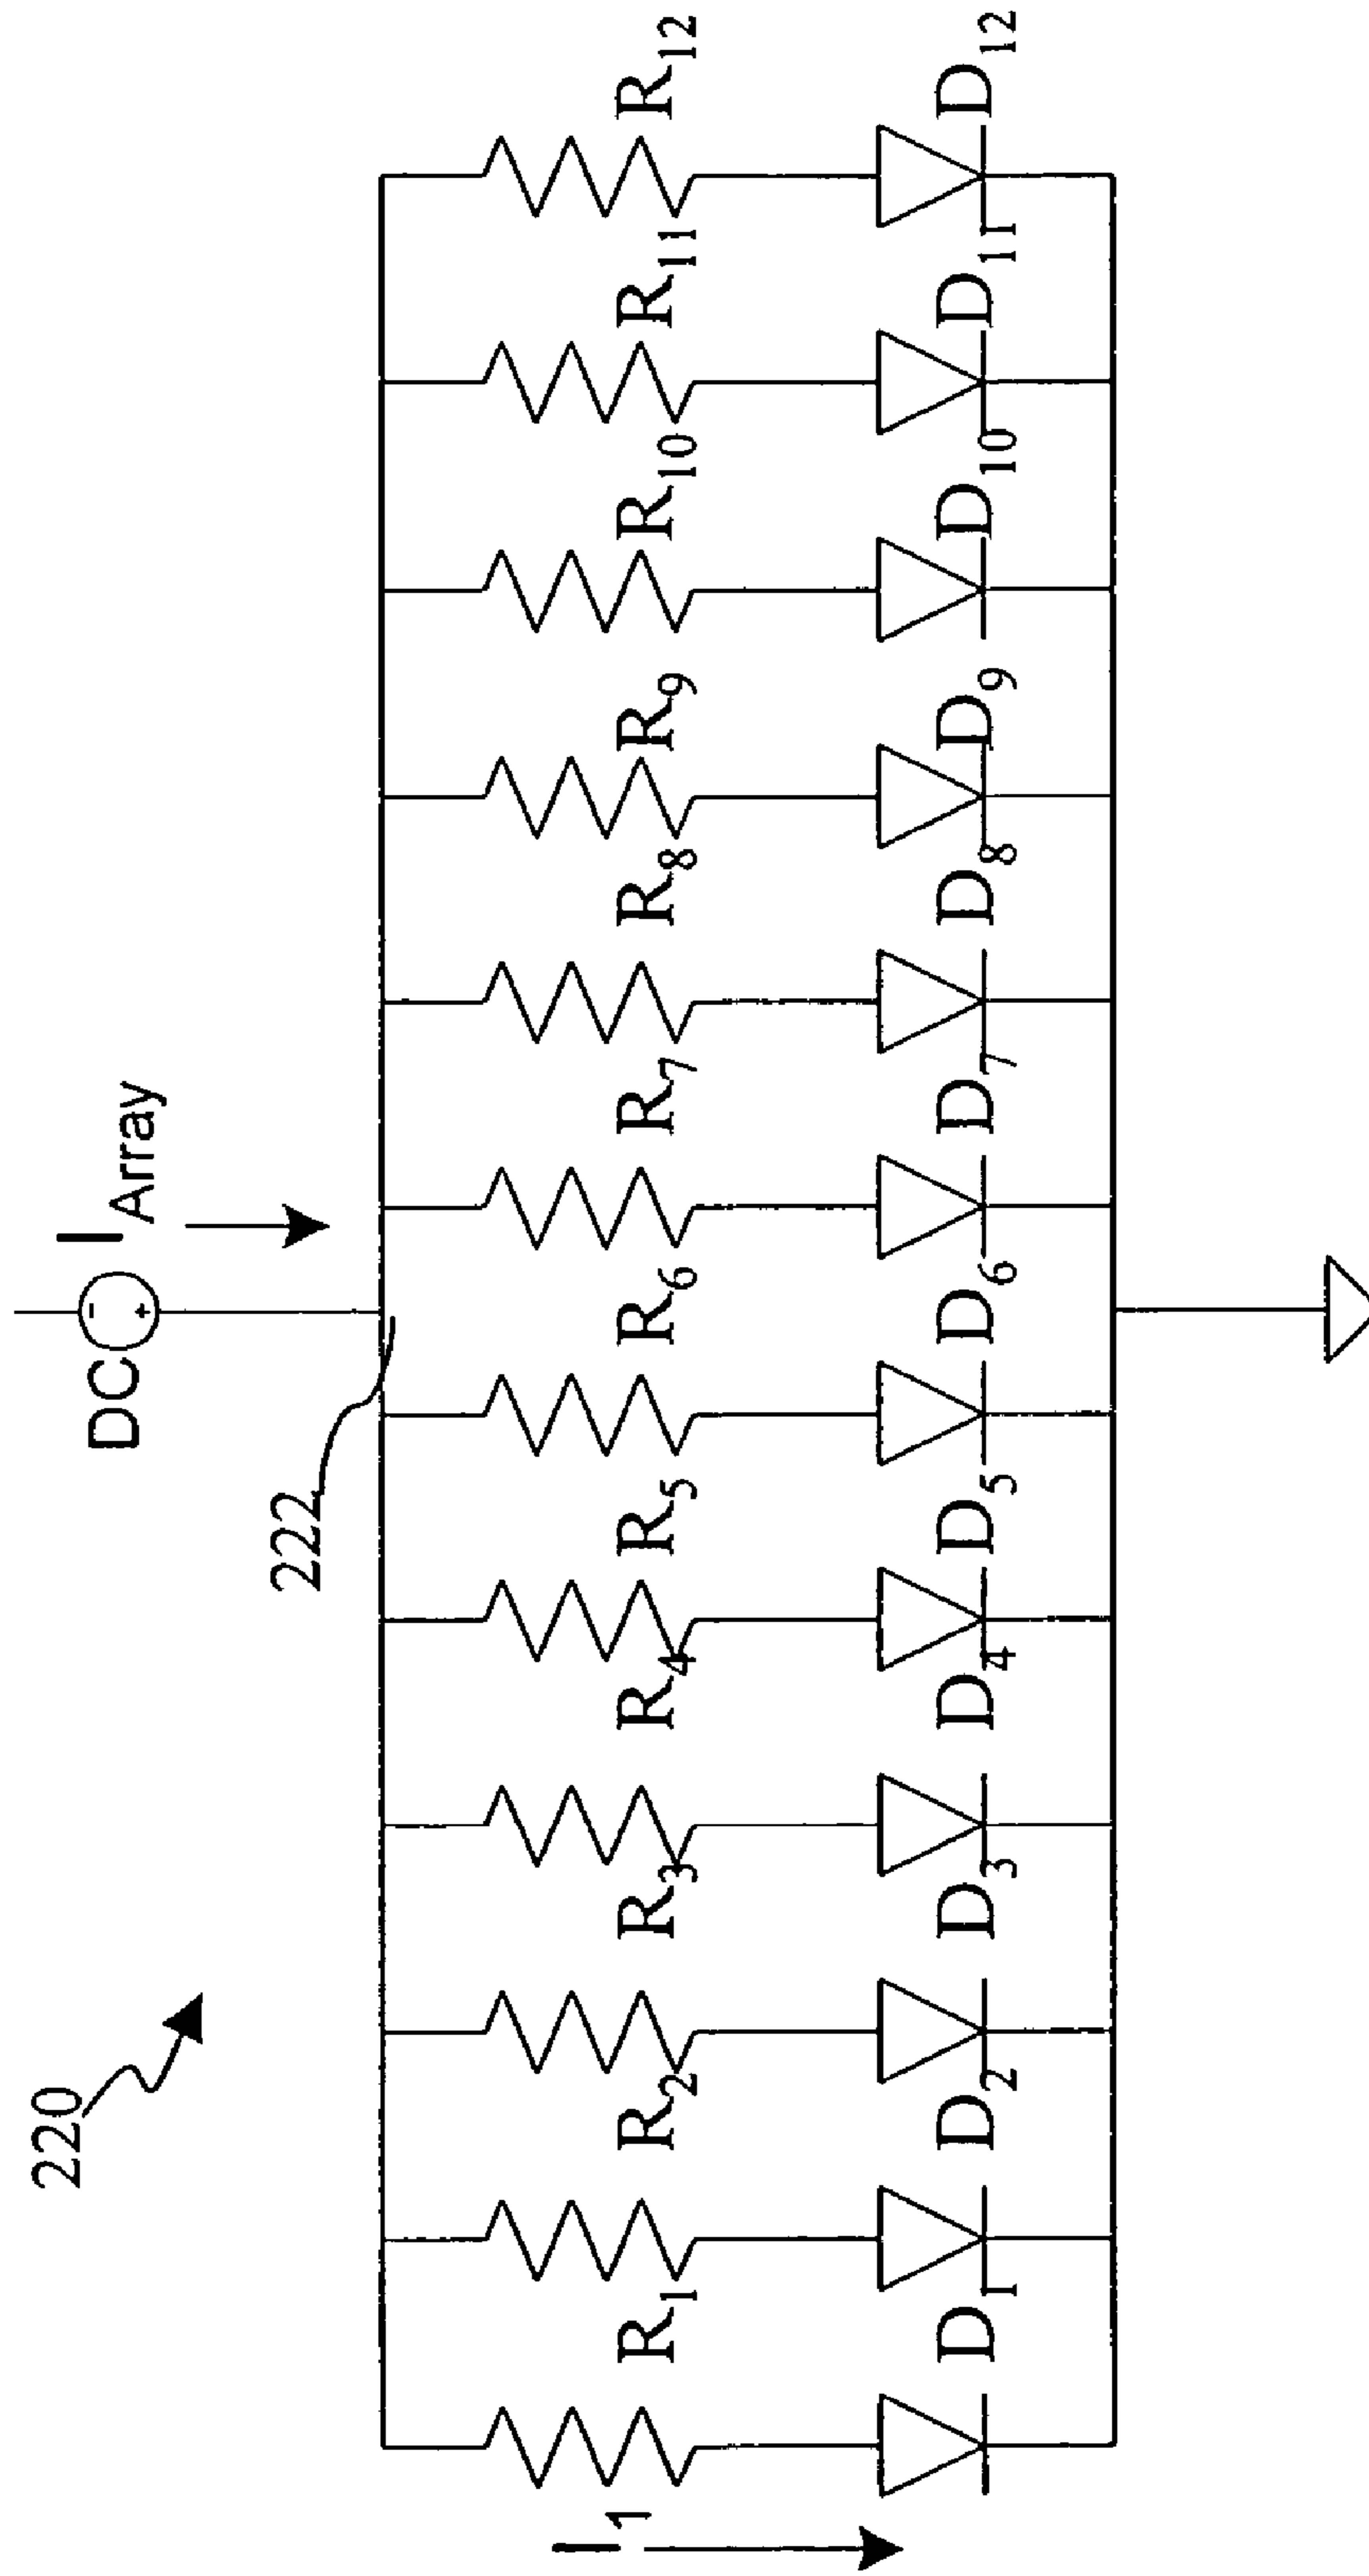 220
DC
-
+
I Array
222
I1
R1 R2 R3 R4 R5 R6 R7 R8 R9 R10 R11 R12
D1 D2 D3 D4 D5 D6 D7 D8 D9 D10 D11 D12